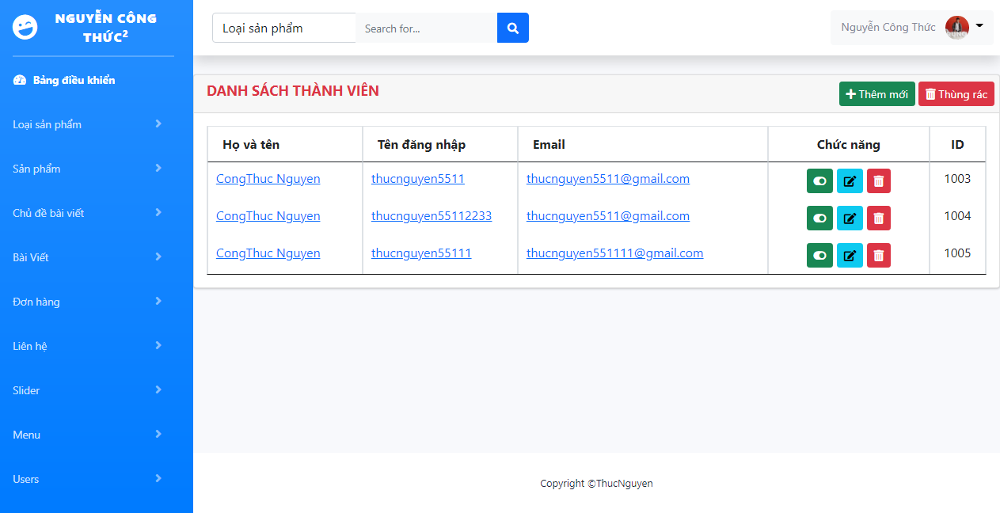 NGUYỄN CÔNG
THỨC²
Loại sản phẩm
Search for...
Nguyễn Công Thức
Bảng điều khiển
Loại sản phẩm
Sản phẩm
Chủ đề bài viết
Bài Viết
Đơn hàng
Liên hệ
Slider
Menu
Users
DANH SÁCH THÀNH VIÊN
Thêm mới
Thùng rác
Họ và tên Tên đăng nhập Email Chức năng ID
CongThuc Nguyen thucnguyen5511 thucnguyen5511@gmail.com 1003
CongThuc Nguyen thucnguyen55112233 thucnguyen5511@gmail.com 1004
CongThuc Nguyen thucnguyen55111 thucnguyen551111@gmail.com 1005
Copyright ©ThucNguyen